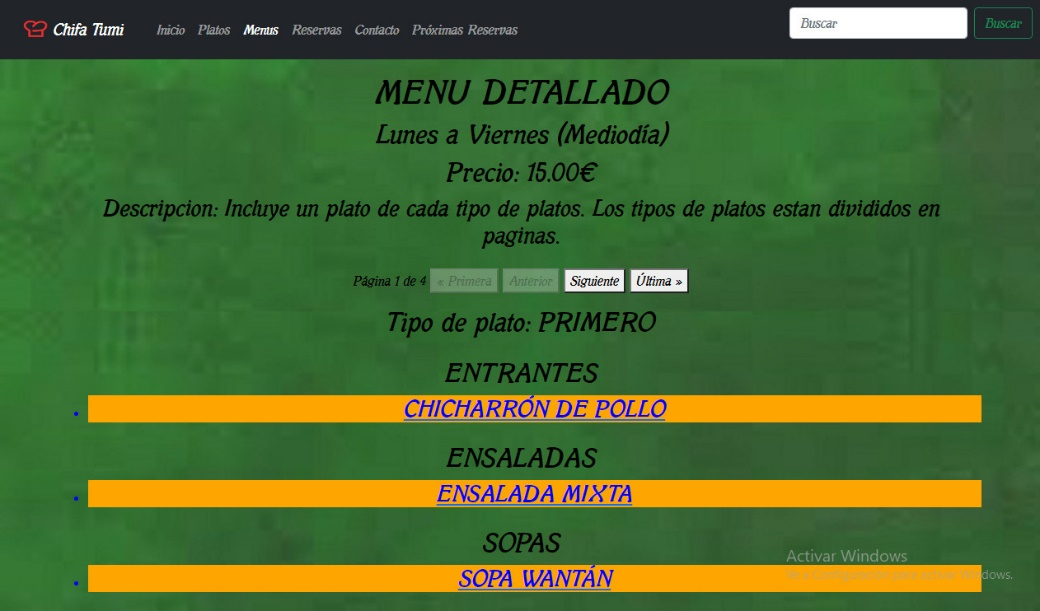 Chifa Tumi Inicio Platos Menus Reservas Contacto Próximas Reservas Buscar Buscar
MENU DETALLADO
Lunes a Viernes (Mediodía)
Precio: 15.00€
Descripcion: Incluye un plato de cada tipo de platos. Los tipos de platos estan divididos en
paginas.
Página 1 de 4 « Primera Anterior Siguiente Última »
Tipo de plato: PRIMERO
ENTRANTES
CHICHARRÓN DE POLLO
ENSALADAS
ENSALADA MIXTA
SOPAS
Activar Windows
SOPA WANTÁN